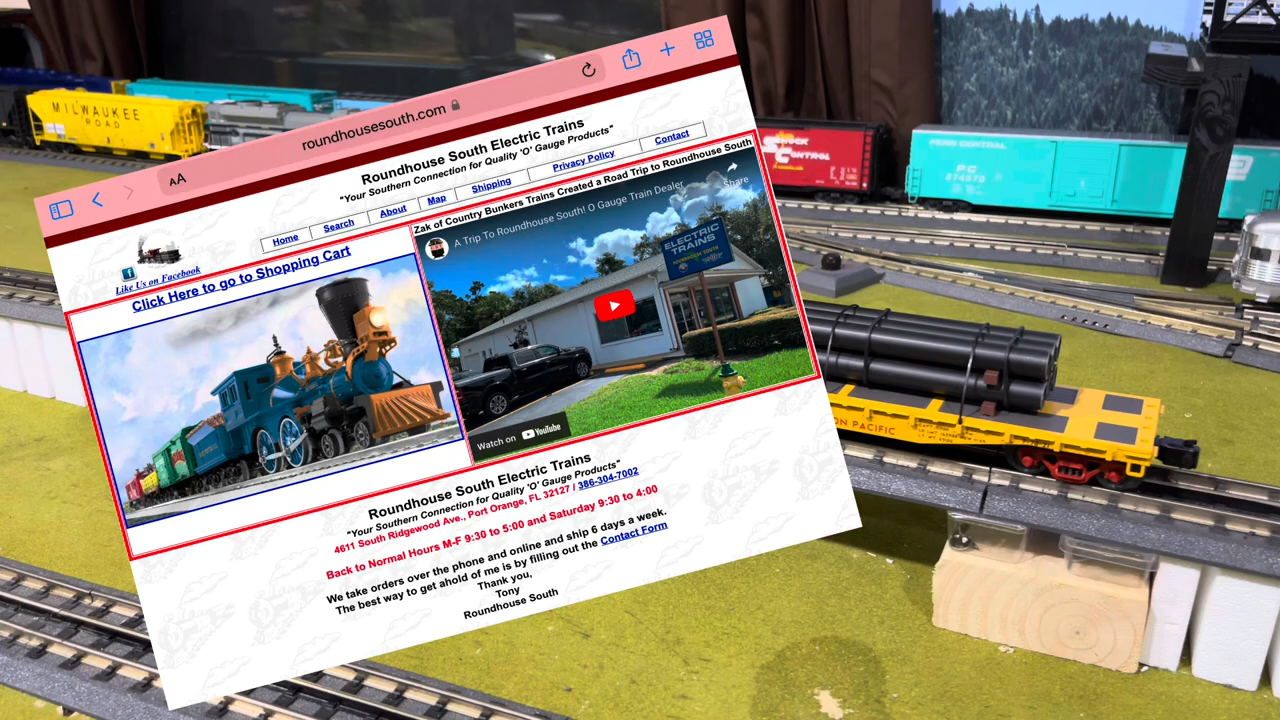 MILWAUKEE
ROAD
roundhousesouth.com
AA
Roundhouse South Electric Trains
"Your Southern Connection for Quality 'O' Gauge Products"
Home Search About Map Shipping Privacy Policy Contact
Like Us on Facebook
Click Here to go to Shopping Cart
Zak of Country Bunkers Trains Created a Road Trip to Roundhouse South
A Trip To Roundhouse South! O Gauge Train Dealer
Share
ELECTRIC
TRAINS
ROUNDHOUSE SOUTH
Watch on YouTube
Roundhouse South Electric Trains
"Your Southern Connection for Quality 'O' Gauge Products"
4611 South Ridgewood Ave., Port Orange, FL 32127 / 386-304-7002
Back to Normal Hours M-F 9:30 to 5:00 and Saturday 9:30 to 4:00
We take orders over the phone and online and ship 6 days a week.
The best way to get ahold of me is by filling out the Contact Form
Thank you,
Tony
Roundhouse South
CONTROL
PENN CENTRAL
PC
ON PACIFIC